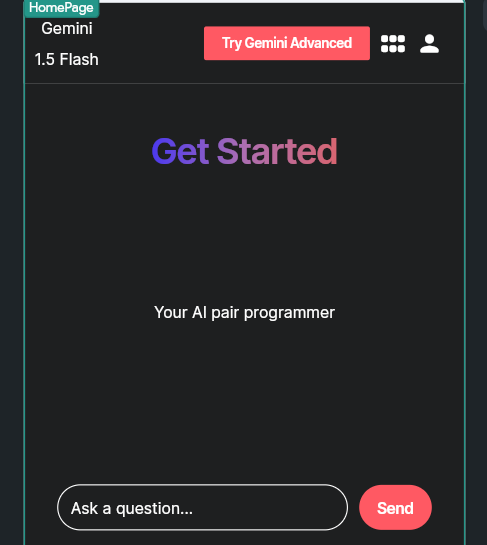 HomePage
Gemini
1.5 Flash
Try Gemini Advanced
Get Started
Your AI pair programmer
Ask a question...
Send